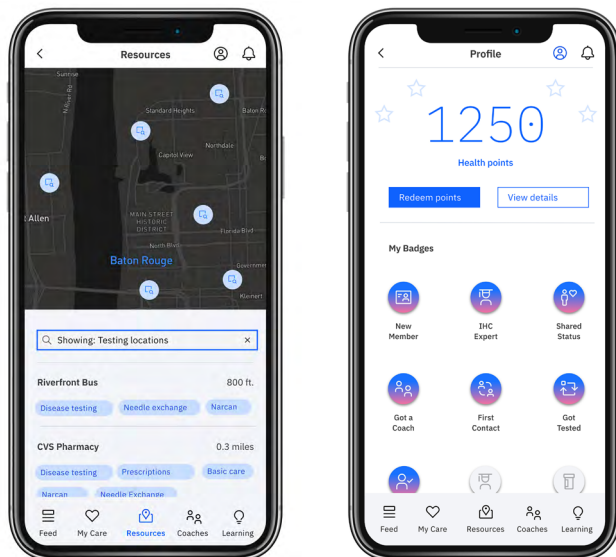 Resources
Sunrise
N River Rd
Standard Heights
Baton R
Capitol View
Northdale
t Allen
MAIN STREET
HISTORIC
DISTRICT
Florida Blvd
North Blvd
Baton Rouge
Governme
Kleinert
Showing: Testing locations
Riverfront Bus 800 ft.
Disease testing Needle exchange Narcan
CVS Pharmacy 0.3 miles
Disease testing Prescriptions Basic care
Narcan Needle Exchange
Feed My Care Resources Coaches Learning
Profile
1250
Health points
Redeem points View details
My Badges
New IHC Shared
Member Expert Status
Got a First Got
Coach Contact Tested
Feed My Care Resources Coaches Learning